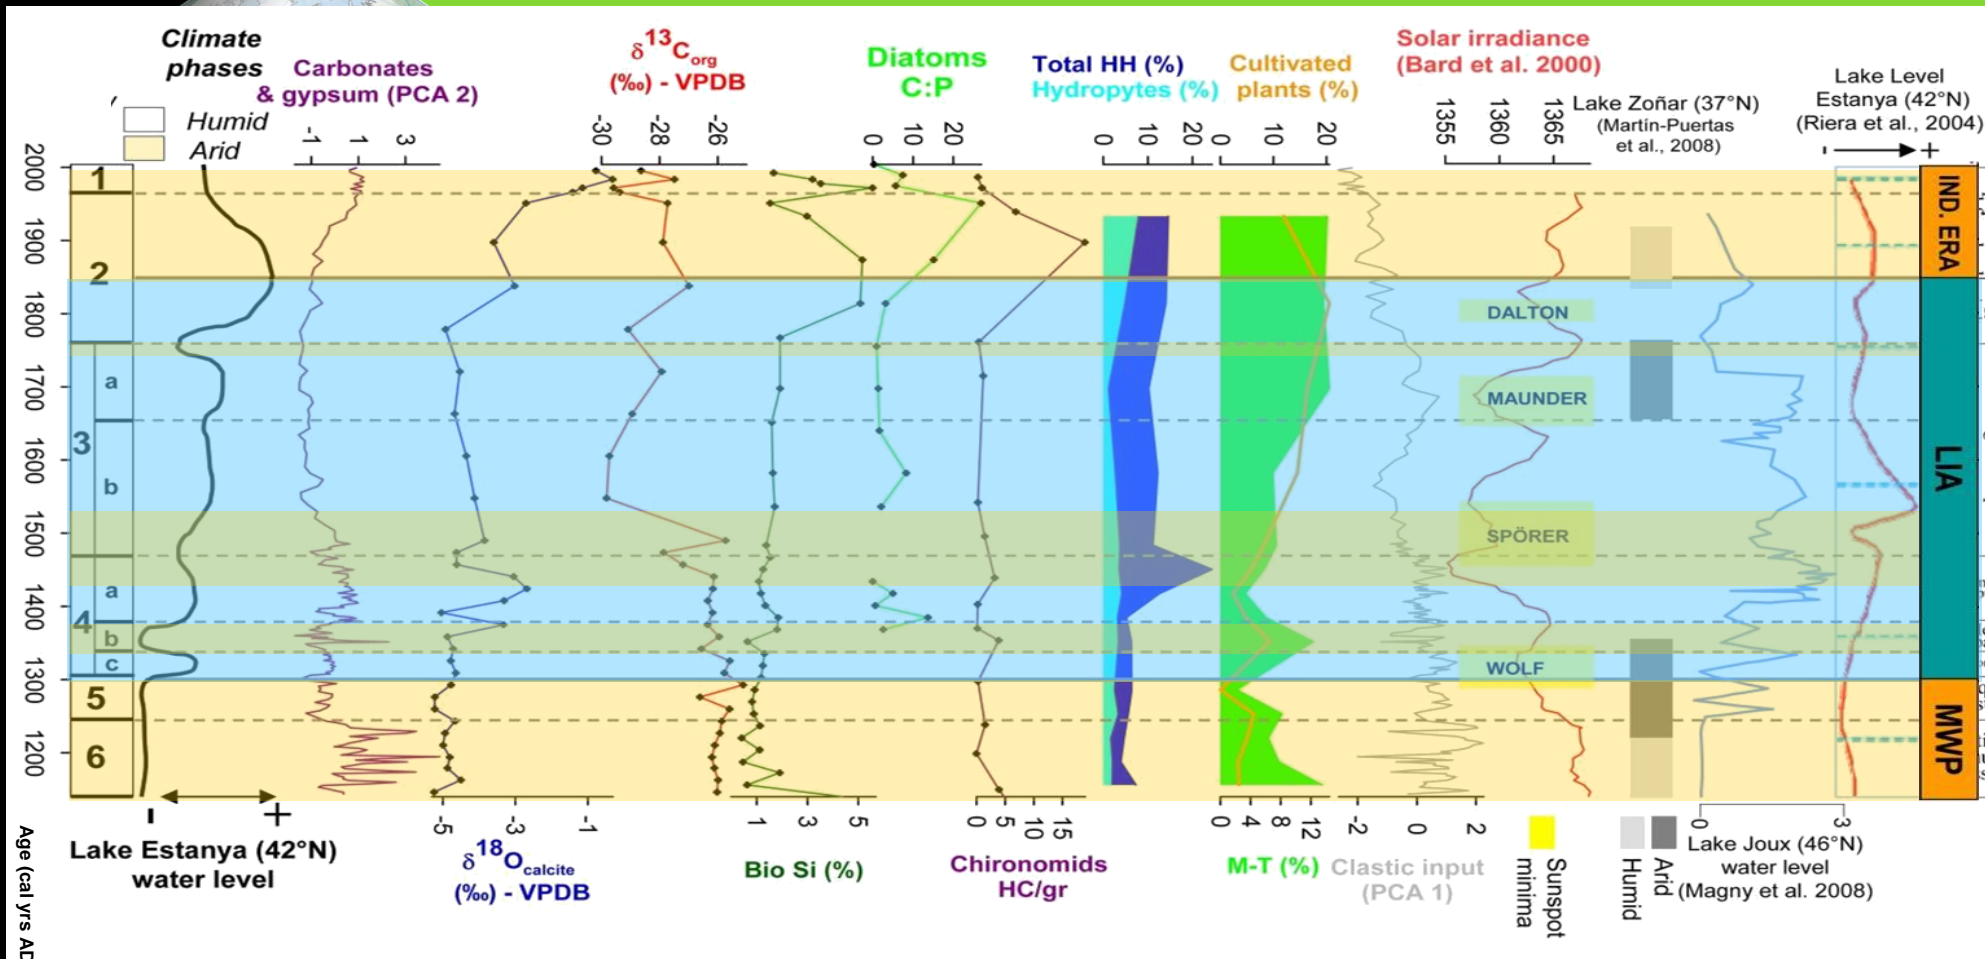 Climate
phases
Humid
Arid
Carbonates
& gypsum (PCA 2)
-1 1 3
δ13Corg
(‰) - VPDB
-30 -28 -26
Diatoms
C:P
0 10 20
Total HH (%)
Hydropytes (%)
0 10 20
Cultivated
plants (%)
0 10 20
Solar irradiance
(Bard et al. 2000)
1355 1360 1365
Lake Zoñar (37°N)
(Martín-Puertas
et al., 2008)
Lake Level
Estanya (42°N)
(Riera et al., 2004)
- +
2000
1900
1800
1700
1600
1500
1400
1300
1200
Age (cal yrs AD
1
2
3
a
b
4
a
b
c
5
6
DALTON
MAUNDER
SPÖRER
WOLF
IND. ERA
LIA
MWP
- +
Lake Estanya (42°N)
water level
-5 -3 -1
δ18Ocalcite
(‰) - VPDB
1 3 5
Bio Si (%)
0 5 10 15
Chironomids
HC/gr
0 4 8 12
M-T (%)
-2 0 2
Clastic input
(PCA 1)
Sunspot
minima
Humid
Arid
0 3
Lake Joux (46°N)
water level
(Magny et al. 2008)